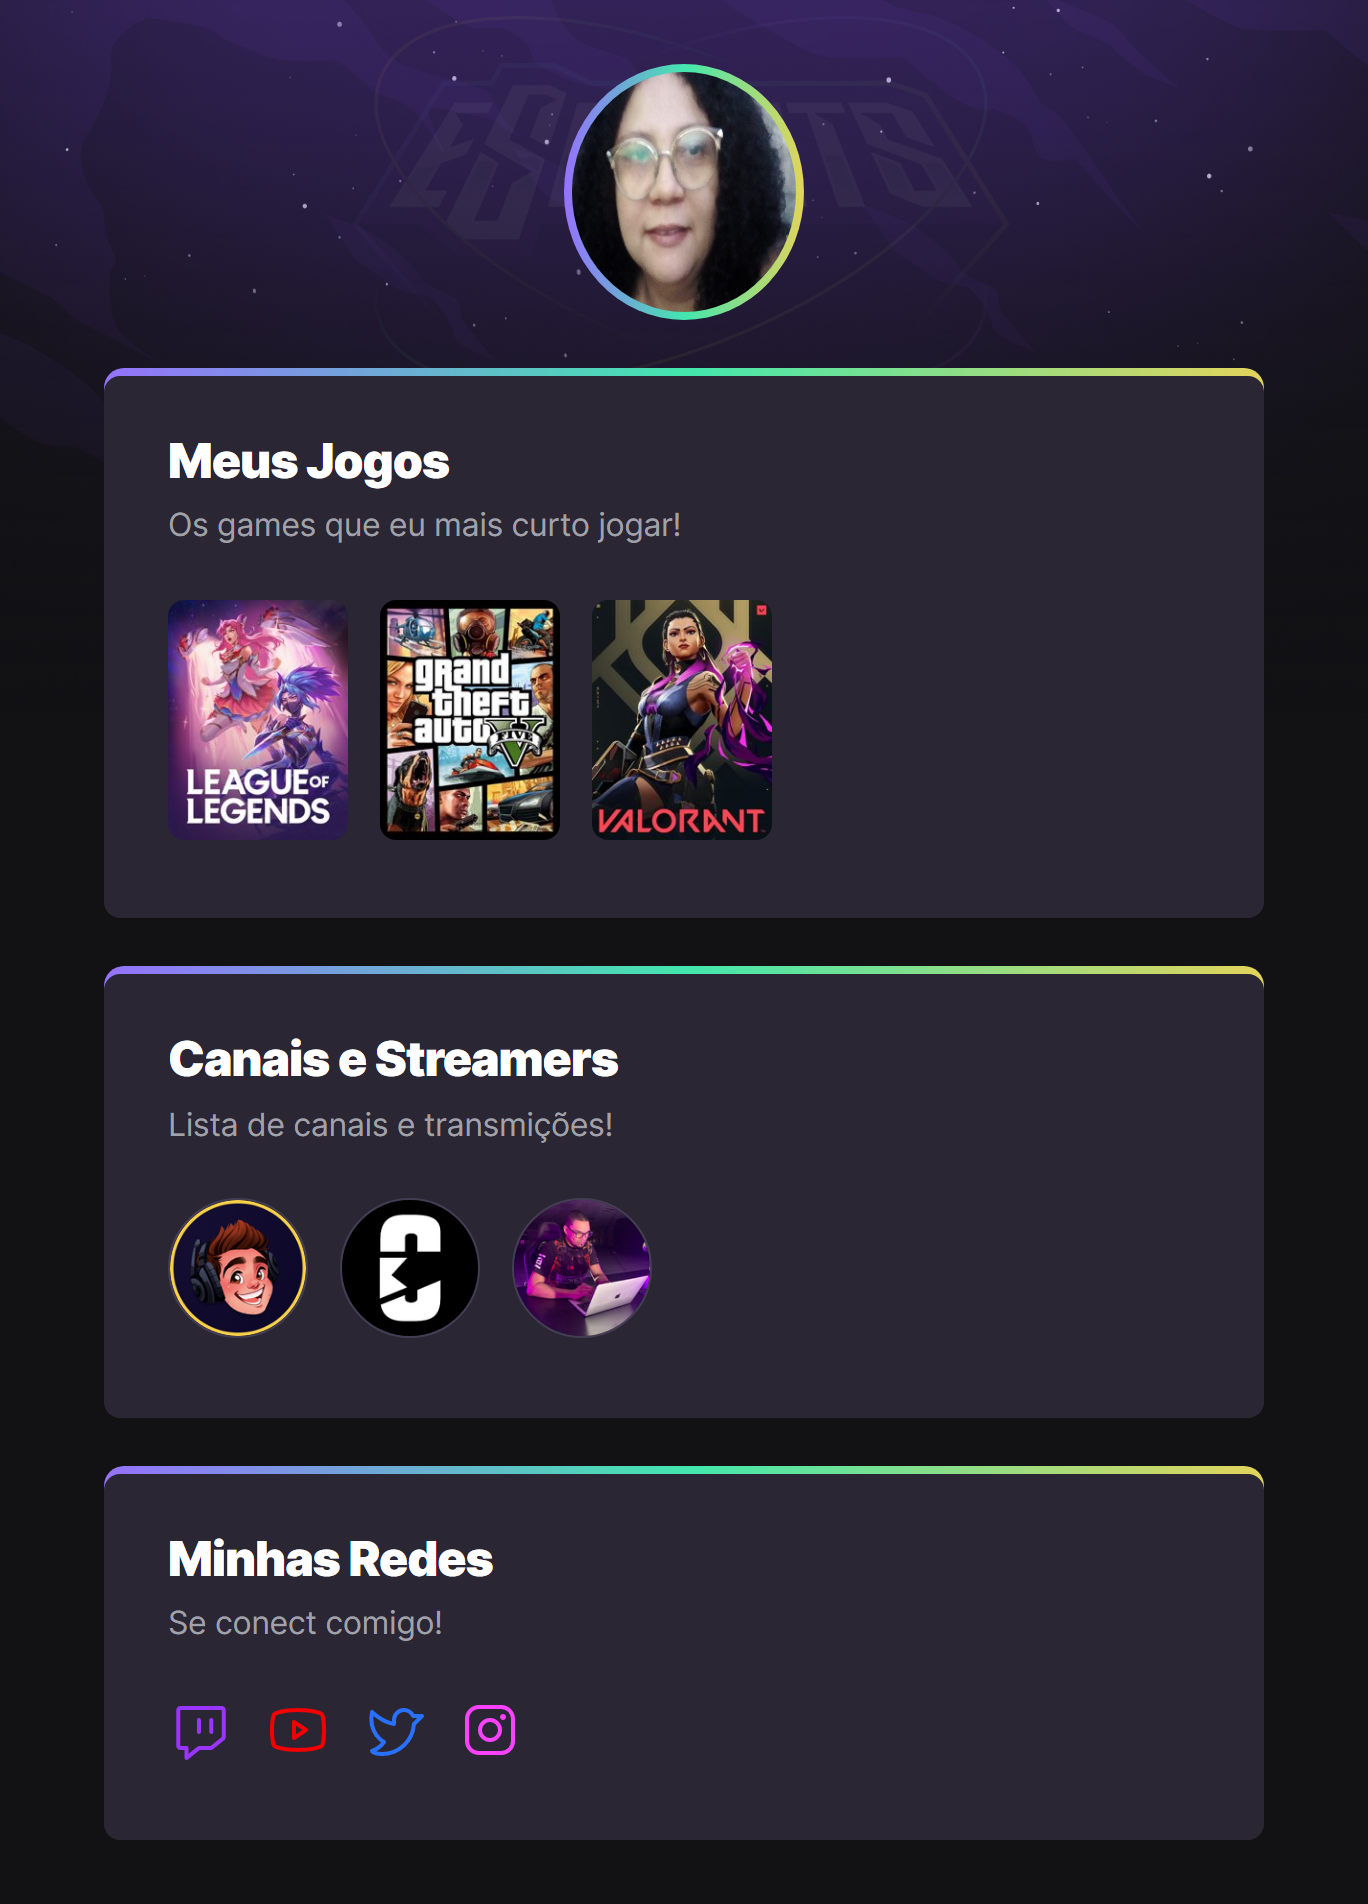 ESPORTS
Meus Jogos
Os games que eu mais curto jogar!
LEAGUE OF
LEGENDS
grand
theft
auto
V
FIVE
VALORANT
Canais e Streamers
Lista de canais e transmições!
Minhas Redes
Se conect comigo!